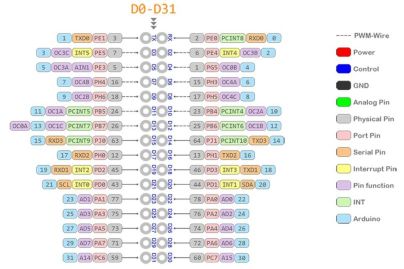 D0-D31
1 TXD0 PE1 3 2 PE0 PCINT8 RXD0 0
3 OC3C INT5 PE5 7 6 PE4 INT4 OC3B 2
5 OC3A AIN1 PE3 5 1 PG5 OC0B 4
7 OC4B PH4 16 15 PH3 OC4A 6
9 OC2B PH6 18 17 PH5 OC4C 8
11 OC1A PCINT5 PB5 24 23 PB4 PCINT4 OC2A 10
OC0A 13 OC1C PCINT7 PB7 26 25 PB6 PCINT6 OC1B 12
15 RXD3 PCINT9 PJ0 63 64 PJ1 PCINT10 TXD3 14
17 RXD2 PH0 12 13 PH1 TXD2 16
19 RXD1 INT2 PD2 45 46 PD3 INT3 TXD1 18
21 SCL INT0 PD0 43 44 PD1 INT1 SDA 20
23 AD1 PA1 77 78 PA0 AD0 22
25 AD3 PA3 75 76 PA2 AD2 24
27 AD5 PA5 73 74 PA4 AD4 26
29 AD7 PA7 71 72 PA6 AD6 28
31 A14 PC6 59 60 PC7 A15 30
PWM-Wire
Power
Control
GND
Analog Pin
Physical Pin
Port Pin
Serial Pin
Interrupt Pin
Pin function
INT
Arduino